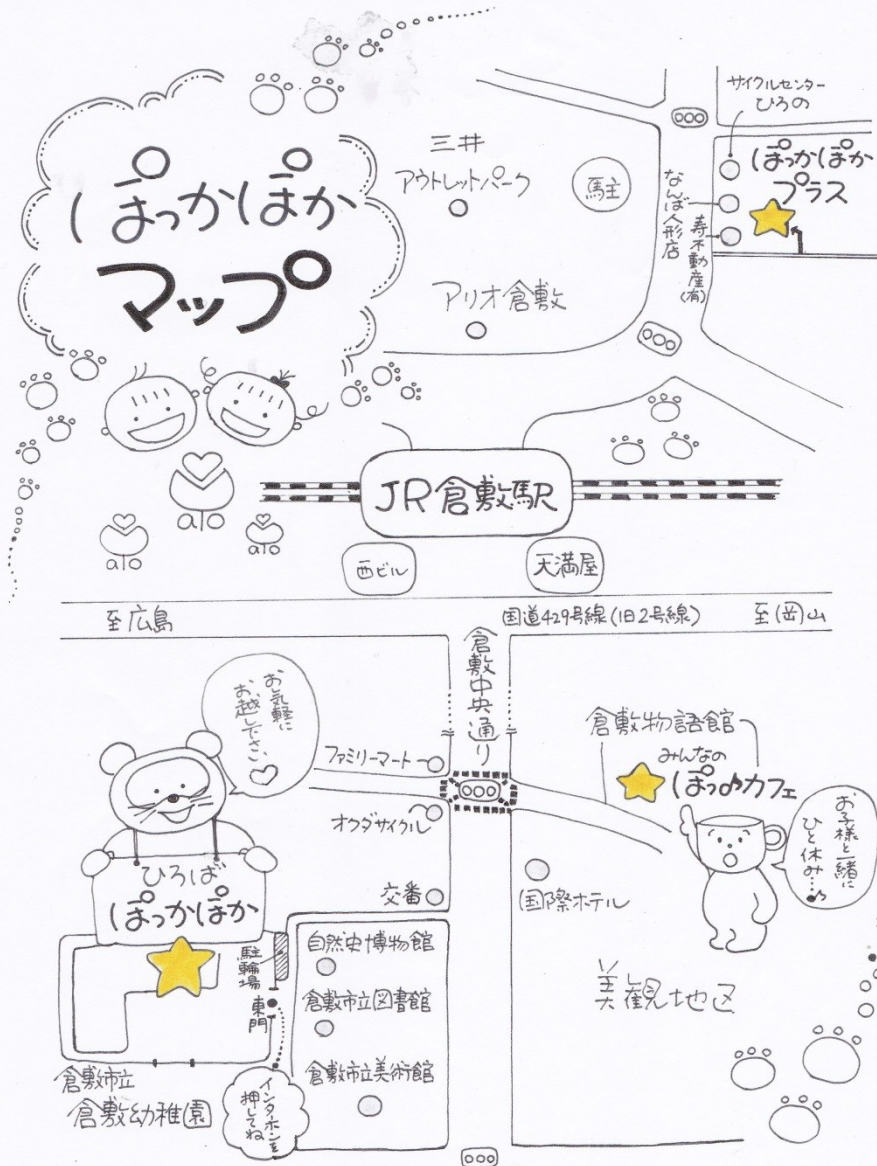 ぽっかぽか
マップ
三井
アウトレットパーク
駐
アリオ倉敷
サイクルセンター
ひろの
ぽっかぽか
プラス
なんば人形店
寿不動産(有)
JR倉敷駅
西ビル
天満屋
至広島
国道429号線(旧2号線)
至(岡)山
倉敷中央通り
お気軽に
お越し下さい♡
ファミリーマート
オクダサイクル
交番
倉敷物語館
みんなの
ぽっかカフェ
お子様と一緒に
ひと休み…♪
国際ホテル
美観地区
ひろば
ぽっかぽか
駐輪場
東門
自然史博物館
倉敷市立図書館
倉敷市立美術館
倉敷市立
倉敷幼稚園
インターホンを
押してね